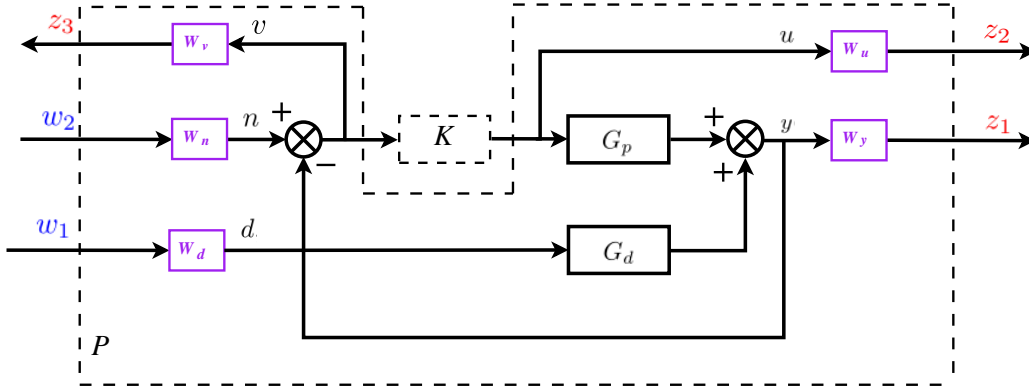 z₃ W_v v u W_u z₂
w₂ W_n n + − K G_p + + y W_y z₁
w₁ W_d d G_d
P